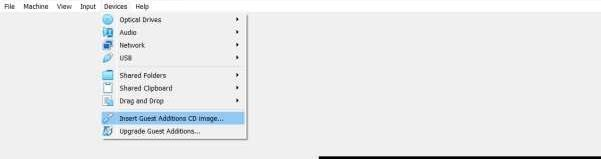 File Machine View Input Devices Help
Optical Drives
Audio
Network
USB
Shared Folders
Shared Clipboard
Drag and Drop
Insert Guest Additions CD image...
Upgrade Guest Additions...